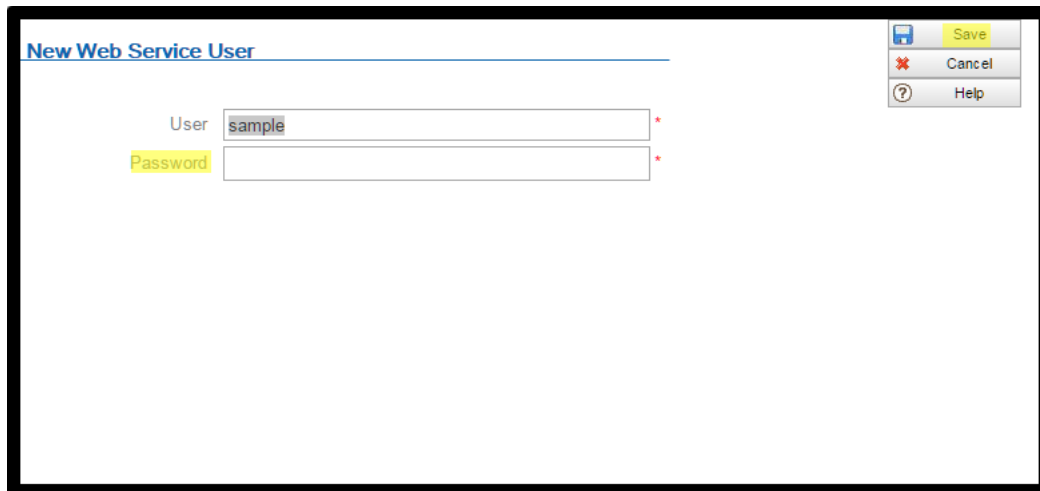 New Web Service User
Save
Cancel
? Help
User sample *
Password *